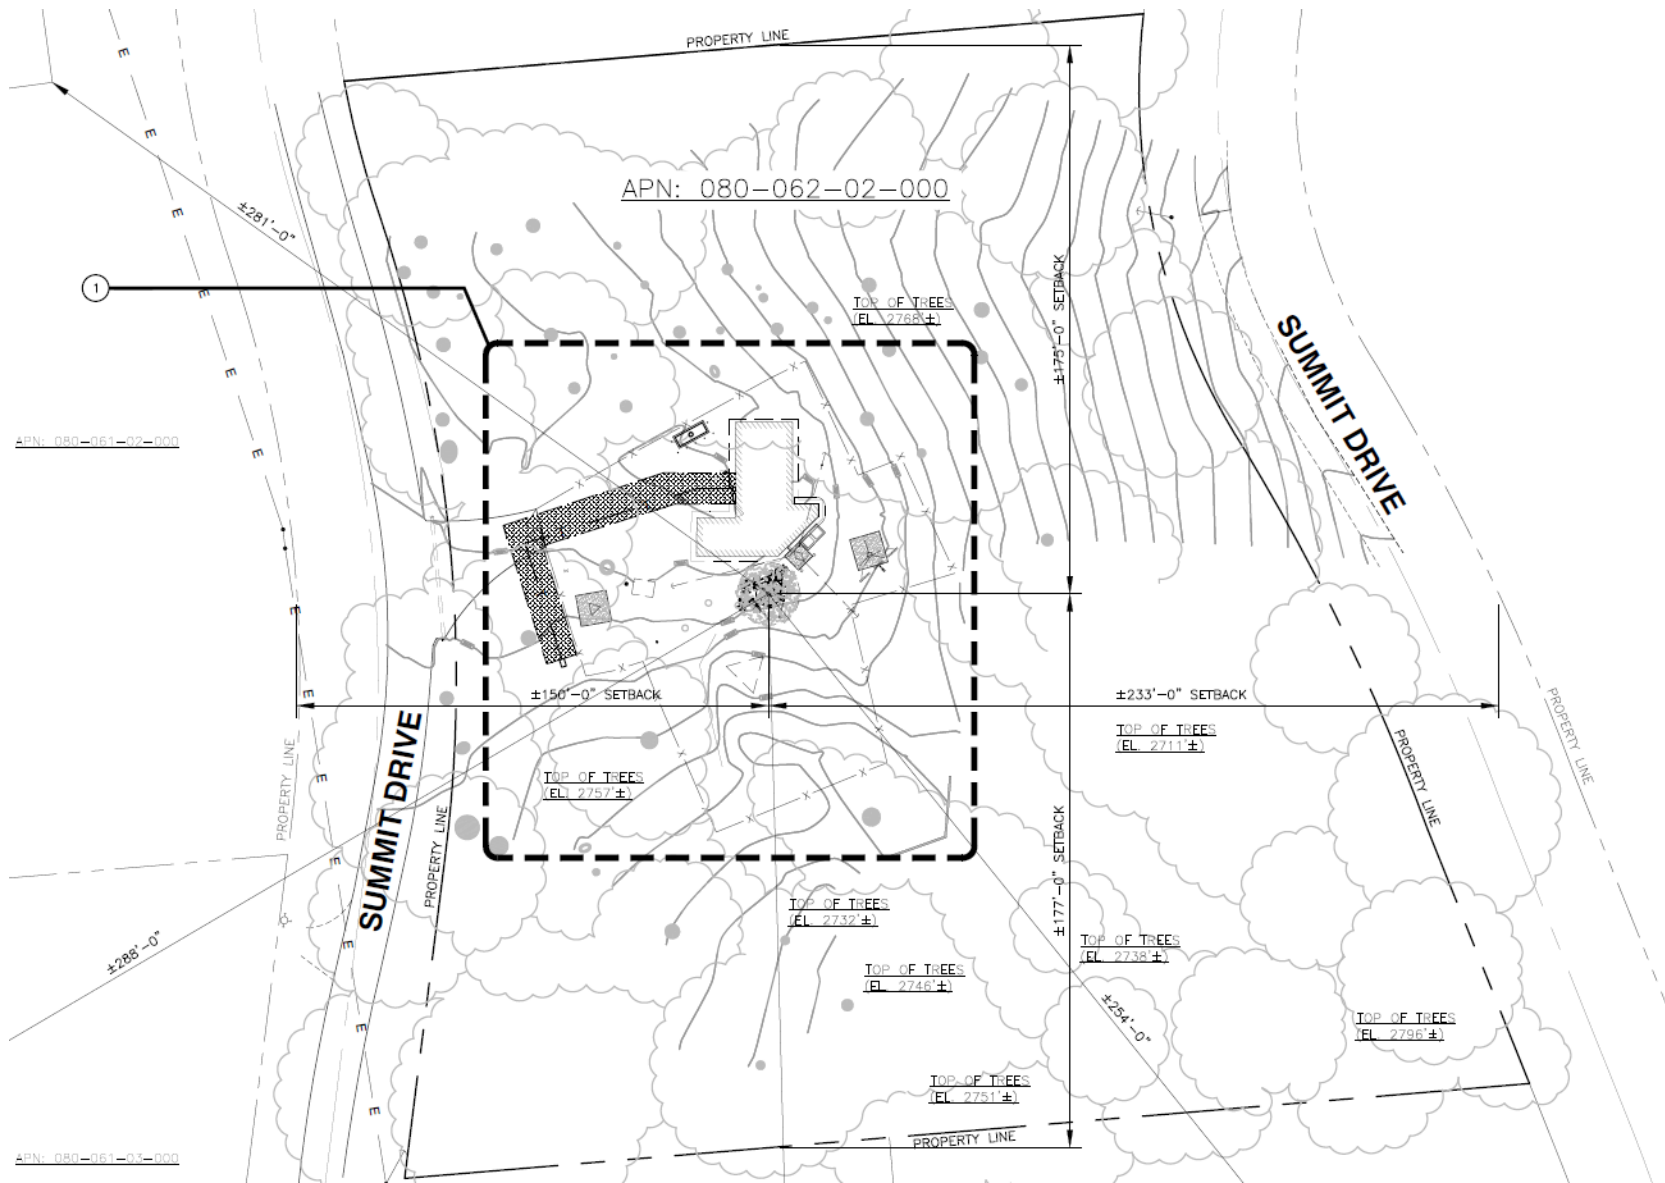 PROPERTY LINE
APN: 080-062-02-000
±281'-0"
1
TOP OF TREES
(EL. 2768'±)
±175'-0" SETBACK
SUMMIT DRIVE
APN: 080-061-02-000
±150'-0" SETBACK
±233'-0" SETBACK
TOP OF TREES
(EL. 2711'±)
PROPERTY LINE
PROPERTY LINE
PROPERTY LINE
SUMMIT DRIVE
PROPERTY LINE
TOP OF TREES
(EL. 2757'±)
±177'-0" SETBACK
TOP OF TREES
(EL. 2732'±)
±288'-0"
TOP OF TREES
(EL. 2738'±)
TOP OF TREES
(EL. 2746'±)
±254'-0"
TOP OF TREES
(EL. 2796'±)
TOP OF TREES
(EL. 2751'±)
PROPERTY LINE
APN: 080-061-03-000
E
E
E
E
E
E
E
E
E
E
E
E
E